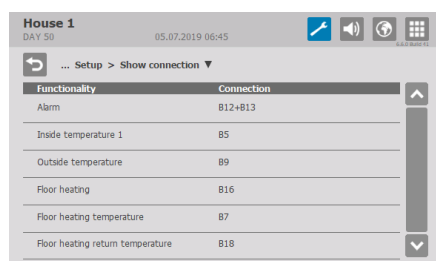 House 1
DAY 50 05.07.2019 06:45
... Setup > Show connection ▼
Functionality Connection
Alarm B12+B13
Inside temperature 1 B5
Outside temperature B9
Floor heating B16
Floor heating temperature B7
Floor heating return temperature B18